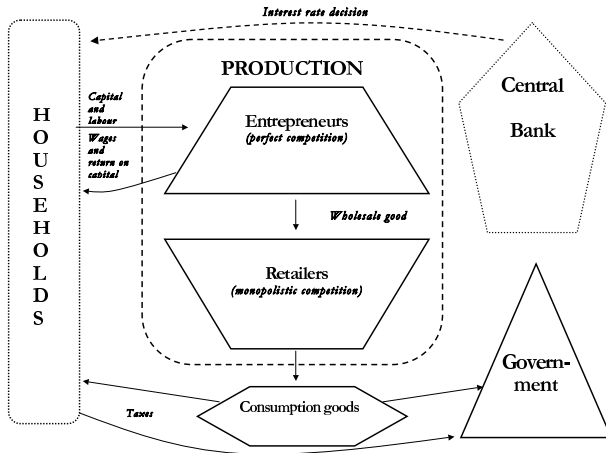 Interest rate decision
HOUSEHOLDS
PRODUCTION
Central
Bank
Capital
and
labour
Wages
and
return on
capital
Entrepreneurs
(perfect competition)
Wholesale good
Retailers
(monopolistic competition)
Govern-
ment
Consumption goods
Taxes